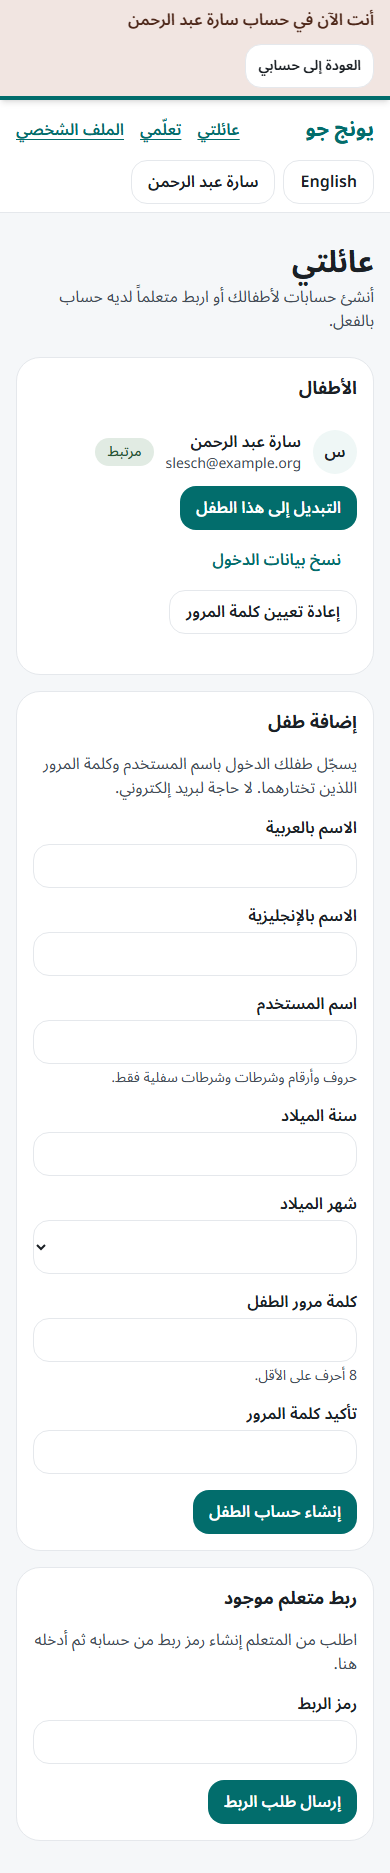 أنت الآن في حساب سارة عبد الرحمن
العودة إلى حسابي
يونج جو
عائلتي
تعلّمي
الملف الشخصي
English
سارة عبد الرحمن
عائلتي
أنشئ حسابات لأطفالك أو اربط متعلماً لديه حساب
بالفعل.
الأطفال
س
سارة عبد الرحمن
slesch@example.org
مرتبط
التبديل إلى هذا الطفل
نسخ بيانات الدخول
إعادة تعيين كلمة المرور
إضافة طفل
يسجّل طفلك الدخول باسم المستخدم وكلمة المرور
اللذين تختارهما. لا حاجة لبريد إلكتروني.
الاسم بالعربية
الاسم بالإنجليزية
اسم المستخدم
حروف وأرقام وشرطات وشرطات سفلية فقط.
سنة الميلاد
شهر الميلاد
كلمة مرور الطفل
8 أحرف على الأقل.
تأكيد كلمة المرور
إنشاء حساب الطفل
ربط متعلم موجود
اطلب من المتعلم إنشاء رمز ربط من حسابه ثم أدخله
هنا.
رمز الربط
إرسال طلب الربط